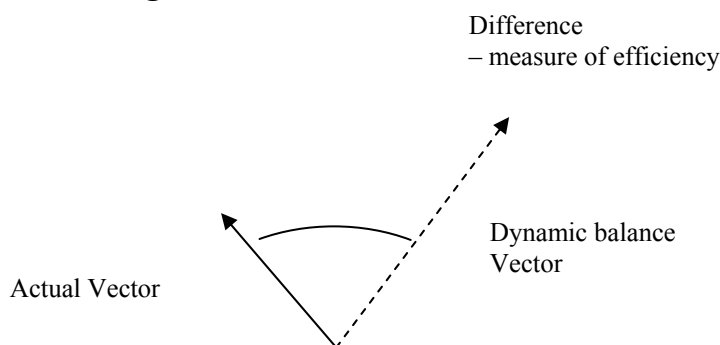 Difference
– measure of efficiency
Dynamic balance
Vector
Actual Vector